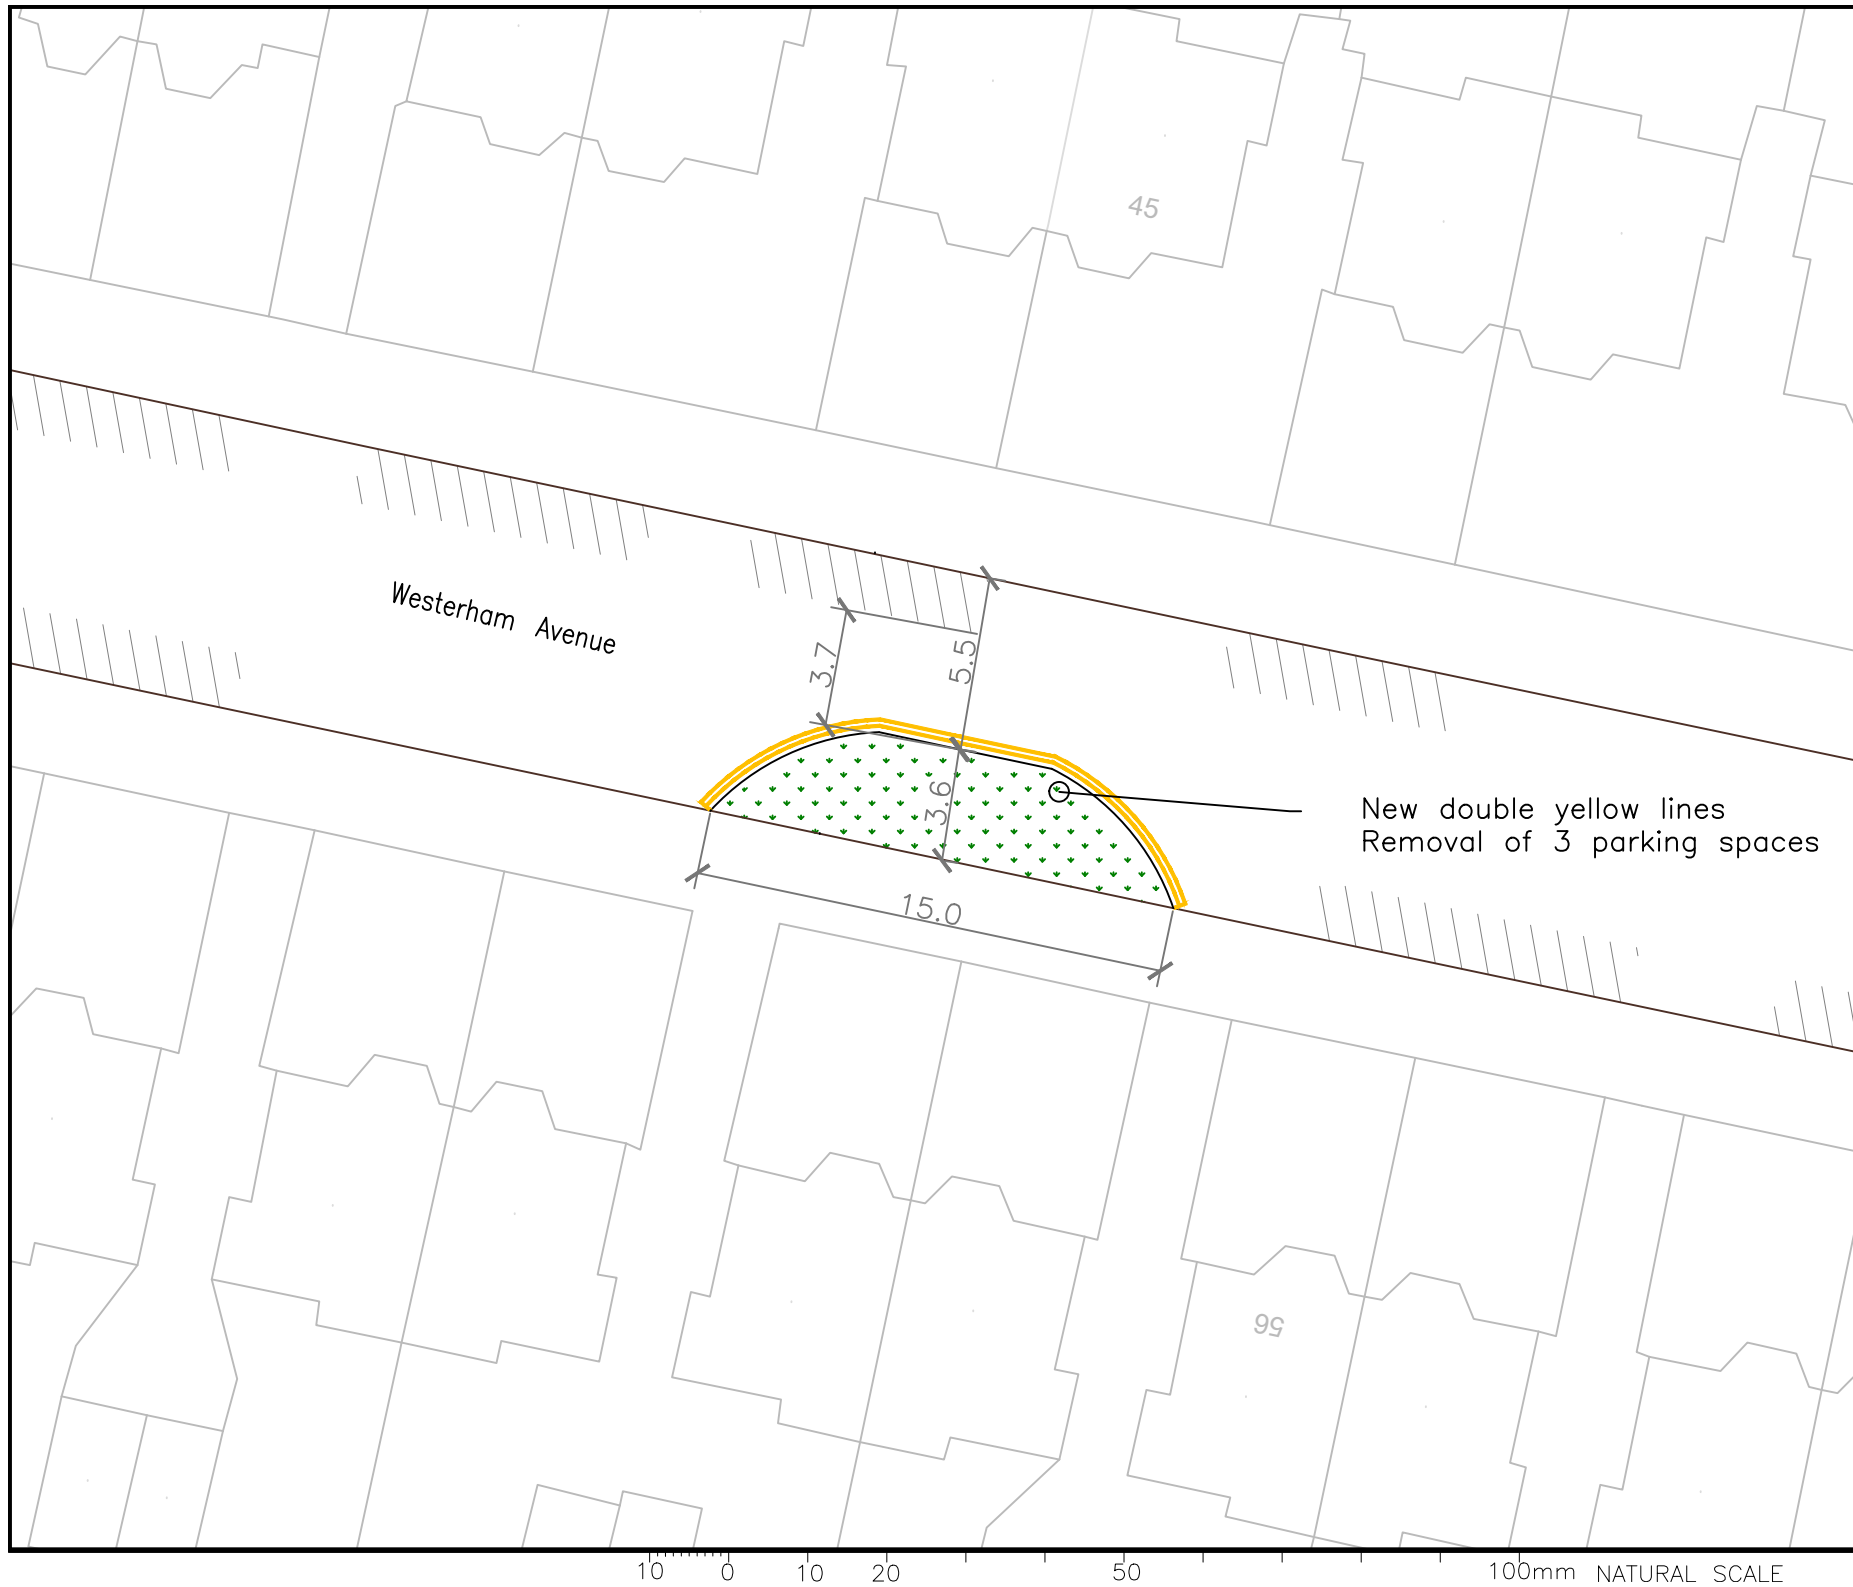 45
Westerham Avenue
3.7
5.5
3.6
New double yellow lines
Removal of 3 parking spaces
15.0
56
10 0 10 20 50 100mm NATURAL SCALE